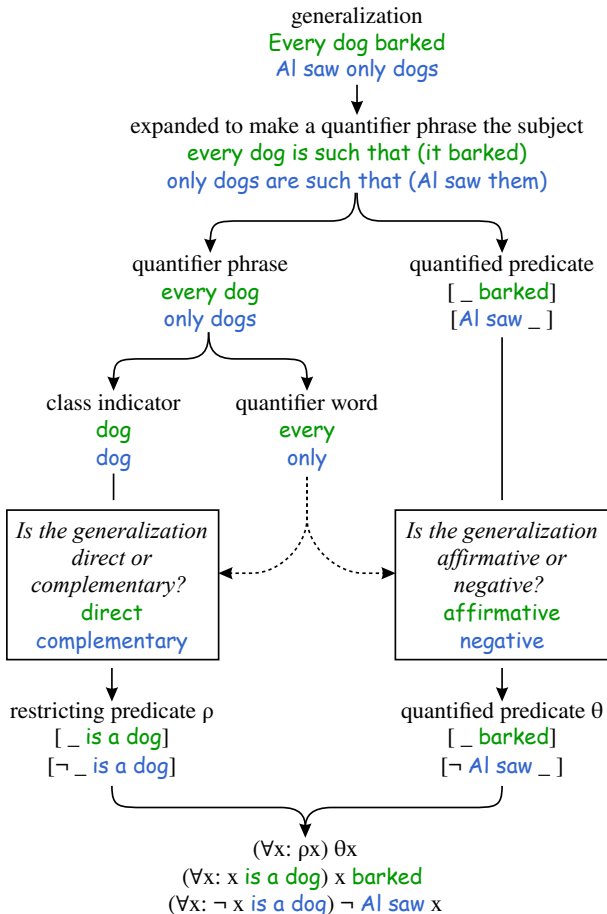 generalization
Every dog barked
Al saw only dogs
expanded to make a quantifier phrase the subject
every dog is such that (it barked)
only dogs are such that (Al saw them)
quantifier phrase
every dog
only dogs
quantified predicate
[ _ barked]
[Al saw _ ]
class indicator
dog
dog
quantifier word
every
only
Is the generalization
direct or
complementary?
direct
complementary
Is the generalization
affirmative or
negative?
affirmative
negative
restricting predicate ρ
[ _ is a dog]
[¬ _ is a dog]
quantified predicate θ
[ _ barked]
[¬ Al saw _ ]
(∀x: ρx) θx
(∀x: x is a dog) x barked
(∀x: ¬ x is a dog) ¬ Al saw x